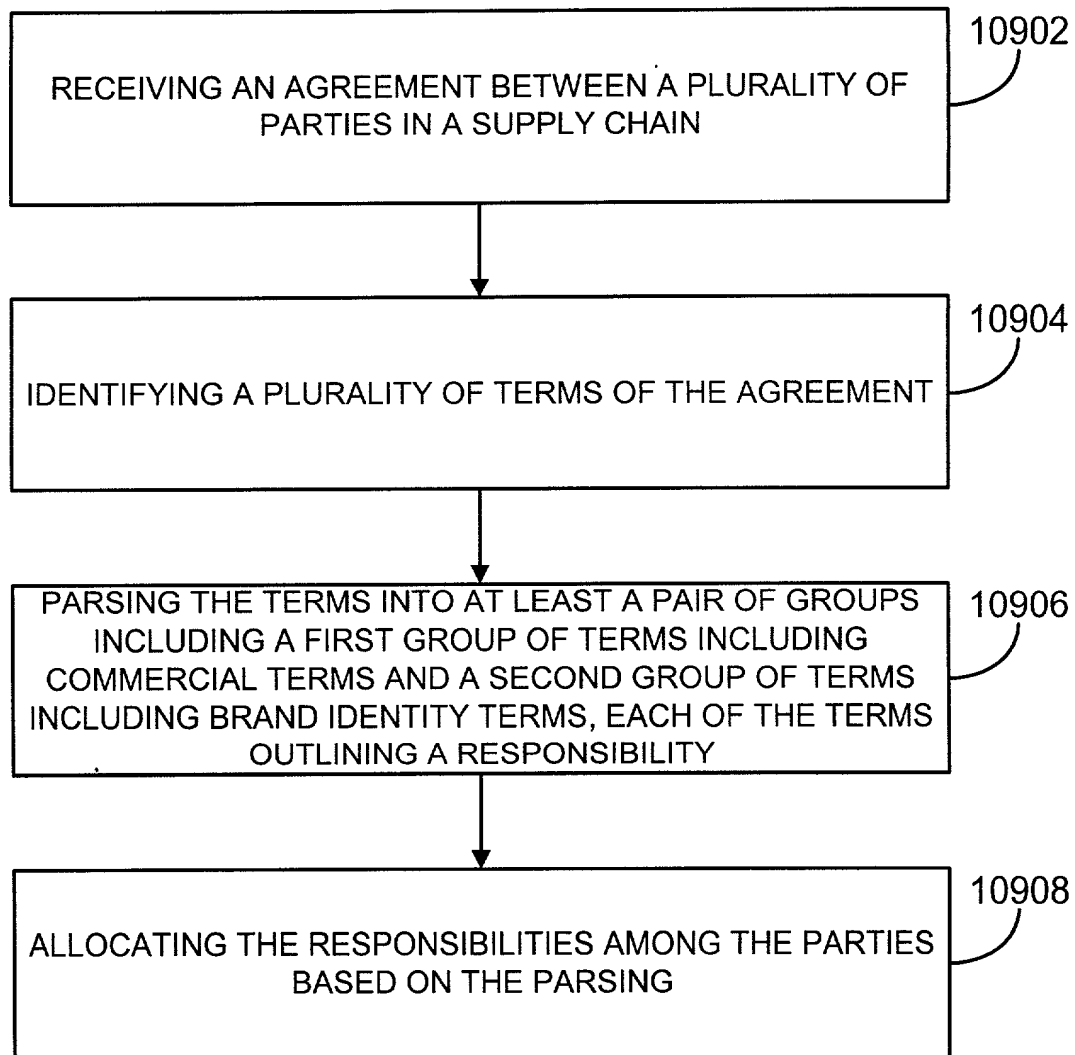 10902
RECEIVING AN AGREEMENT BETWEEN A PLURALITY OF
PARTIES IN A SUPPLY CHAIN
10904
IDENTIFYING A PLURALITY OF TERMS OF THE AGREEMENT
10906
PARSING THE TERMS INTO AT LEAST A PAIR OF GROUPS
INCLUDING A FIRST GROUP OF TERMS INCLUDING
COMMERCIAL TERMS AND A SECOND GROUP OF TERMS
INCLUDING BRAND IDENTITY TERMS, EACH OF THE TERMS
OUTLINING A RESPONSIBILITY
10908
ALLOCATING THE RESPONSIBILITIES AMONG THE PARTIES
BASED ON THE PARSING